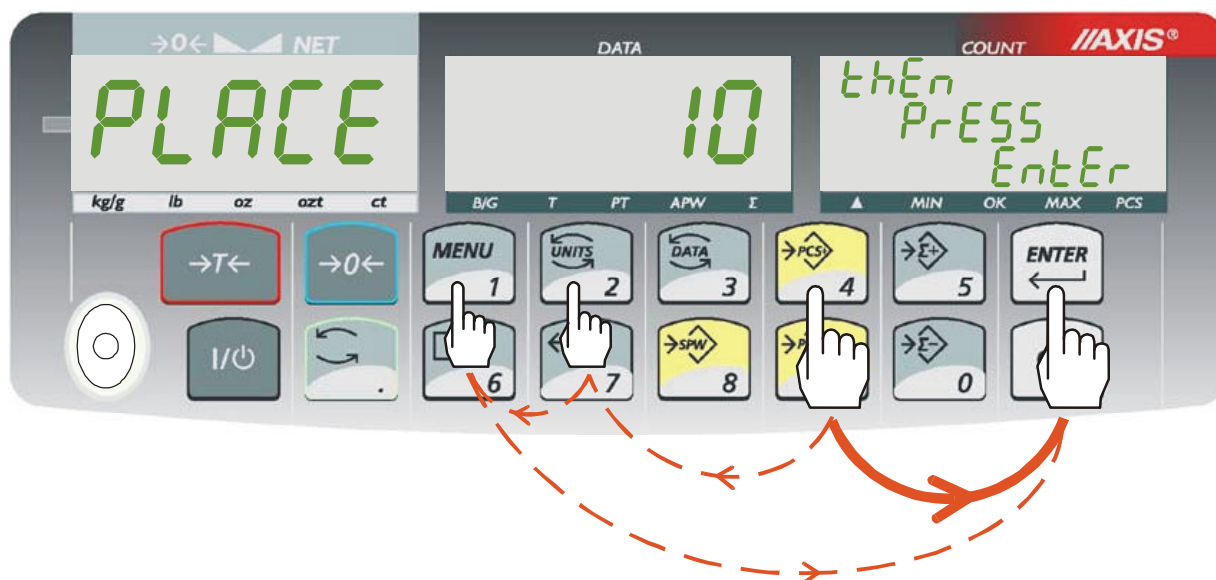 →0← NET
DATA
COUNT
//AXIS®
PLACE
10
thEn
PrESS
EntEr
kg/g lb oz ozt ct
B/G T PT APW Σ
▲ MIN OK MAX PCS
→T←
→0←
MENU 1
UNITS 2
DATA 3
→PCS 4
→Σ+ 5
ENTER
I/⏻
.
6
7
→SPW 8
→Σ- 0